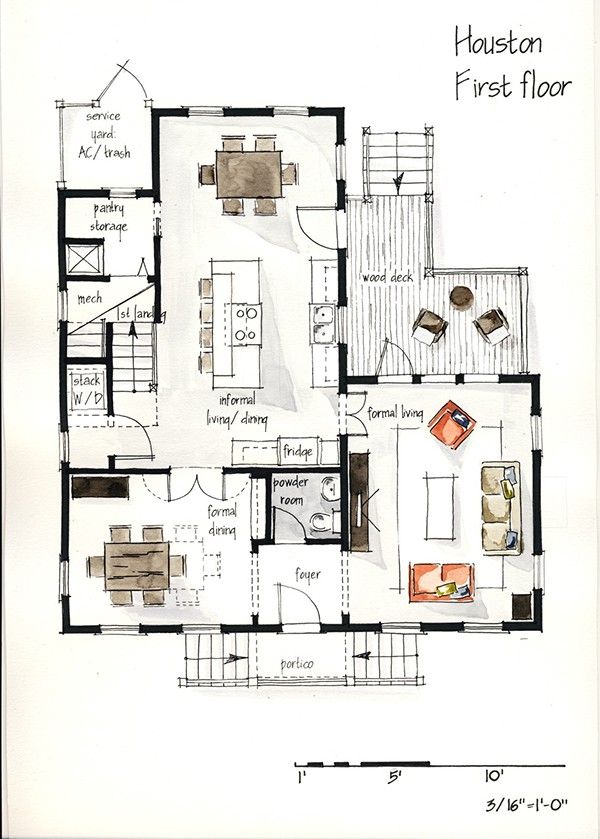 Houston
First floor
service
yard:
AC/trash
pantry
storage
wood deck
mech
1st landing
stack
W/D
informal
living/dining
formal living
fridge
powder
room
formal
dining
foyer
portico
1' 5' 10'
3/16"=1'-0"